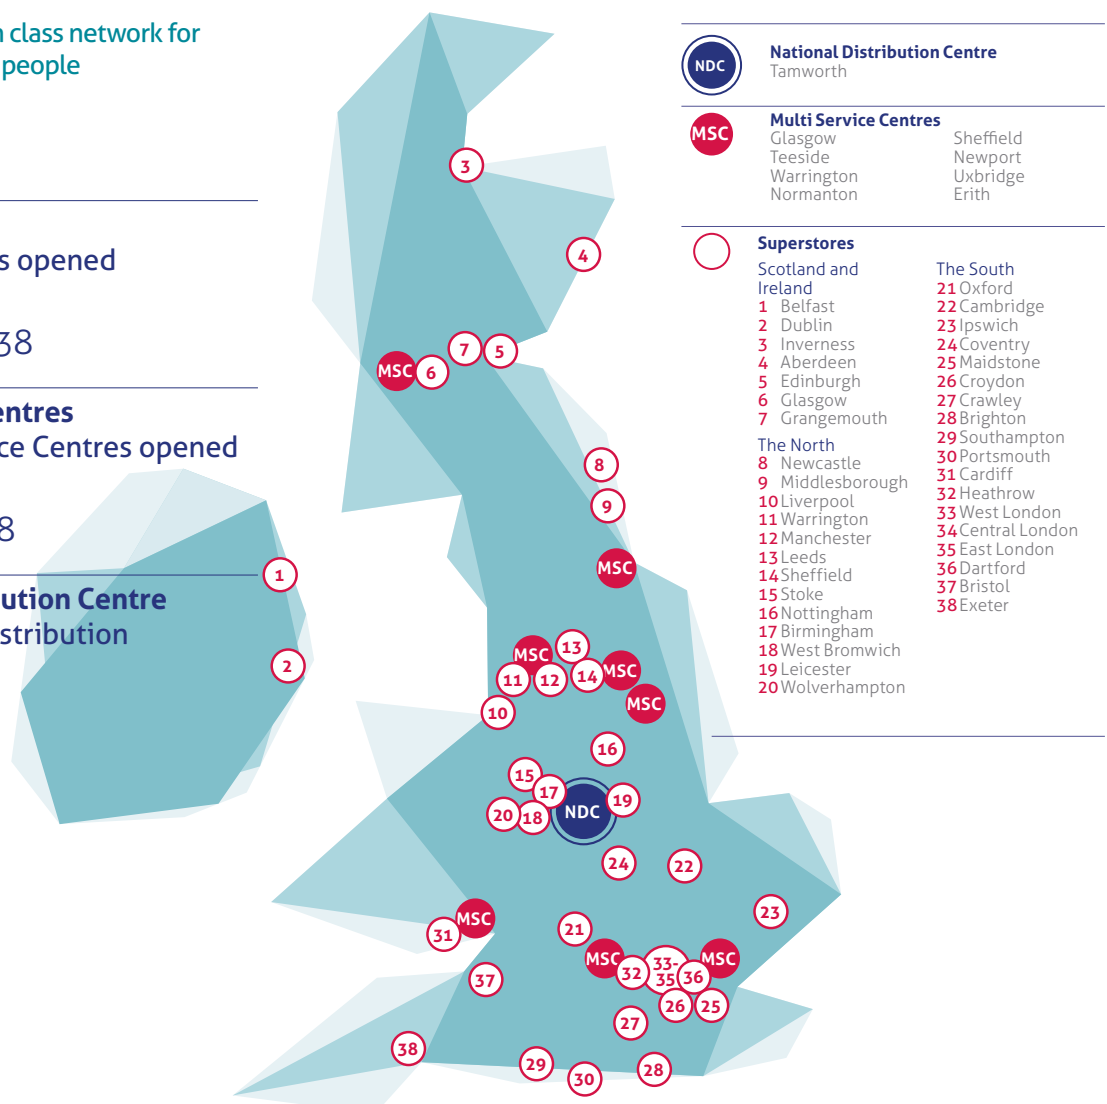 class network for
people
s opened
38
entres
ce Centres opened
8
ution Centre
stribution
NDC
National Distribution Centre
Tamworth
MSC
Multi Service Centres
Glasgow
Teeside
Warrington
Normanton
Sheffield
Newport
Uxbridge
Erith
Superstores
Scotland and
Ireland
1 Belfast
2 Dublin
3 Inverness
4 Aberdeen
5 Edinburgh
6 Glasgow
7 Grangemouth
The North
8 Newcastle
9 Middlesborough
10 Liverpool
11 Warrington
12 Manchester
13 Leeds
14 Sheffield
15 Stoke
16 Nottingham
17 Birmingham
18 West Bromwich
19 Leicester
20 Wolverhampton
The South
21 Oxford
22 Cambridge
23 Ipswich
24 Coventry
25 Maidstone
26 Croydon
27 Crawley
28 Brighton
29 Southampton
30 Portsmouth
31 Cardiff
32 Heathrow
33 West London
34 Central London
35 East London
36 Dartford
37 Bristol
38 Exeter
3
4
7
5
MSC
6
8
9
MSC
1
2
13
MSC
11
12
14
MSC
MSC
10
16
15
17
19
20
18
NDC
24
22
23
MSC
31
21
MSC
32
33-
35
36
MSC
37
26
25
27
38
29
30
28